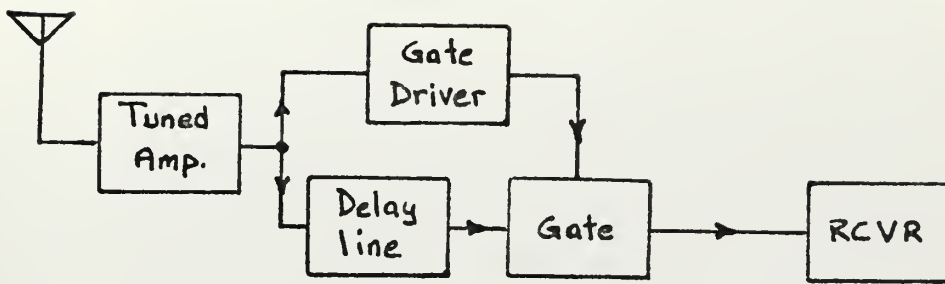 Gate
Driver
Tuned
Amp.
Delay
line
Gate
RCVR